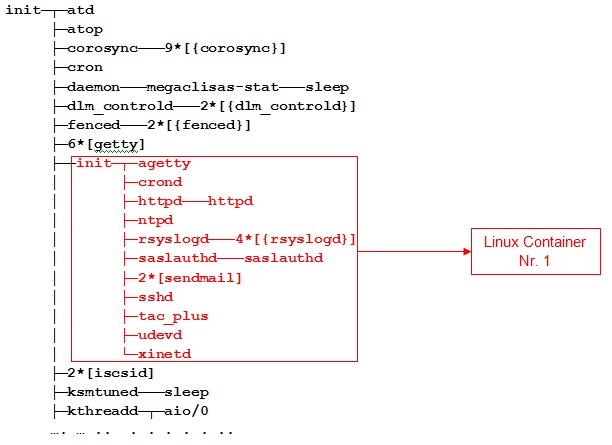 init─┬─atd
├─atop
├─corosync───9*[{corosync}]
├─cron
├─daemon───megaclisas-stat───sleep
├─dlm_controld───2*[{dlm_controld}]
├─fenced───2*[{fenced}]
├─6*[getty]
├─init─┬─agetty
│ ├─crond
│ ├─httpd───httpd
│ ├─ntpd
│ ├─rsyslogd───4*[{rsyslogd}]
│ ├─saslauthd───saslauthd
│ ├─2*[sendmail]
│ ├─sshd
│ ├─tac_plus
│ ├─udevd
│ └─xinetd
├─2*[iscsid]
├─ksmtuned───sleep
├─kthreadd─┬─aio/0
Linux Container
Nr. 1